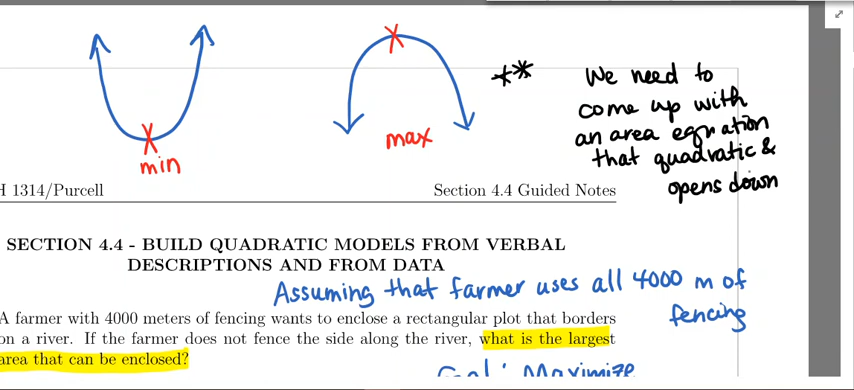 min
max
** We need to
come up with
an area equation
that quadratic &
opens down
H 1314/Purcell Section 4.4 Guided Notes
SECTION 4.4 - BUILD QUADRATIC MODELS FROM VERBAL
DESCRIPTIONS AND FROM DATA
Assuming that farmer uses all 4000 m of
fencing
A farmer with 4000 meters of fencing wants to enclose a rectangular plot that borders
on a river. If the farmer does not fence the side along the river, what is the largest
area that can be enclosed?
Goal: Maximize